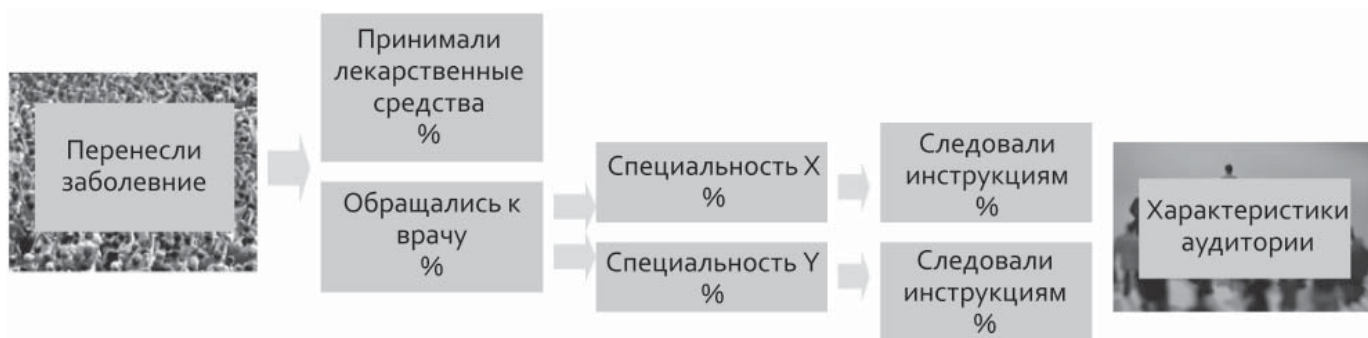 Перенесли
заболевние
Принимали
лекарственные
средства
%
Обращались к
врачу
%
Специальность X
%
Специальность Y
%
Следовали
инструкциям
%
Следовали
инструкциям
%
Характеристики
аудитории